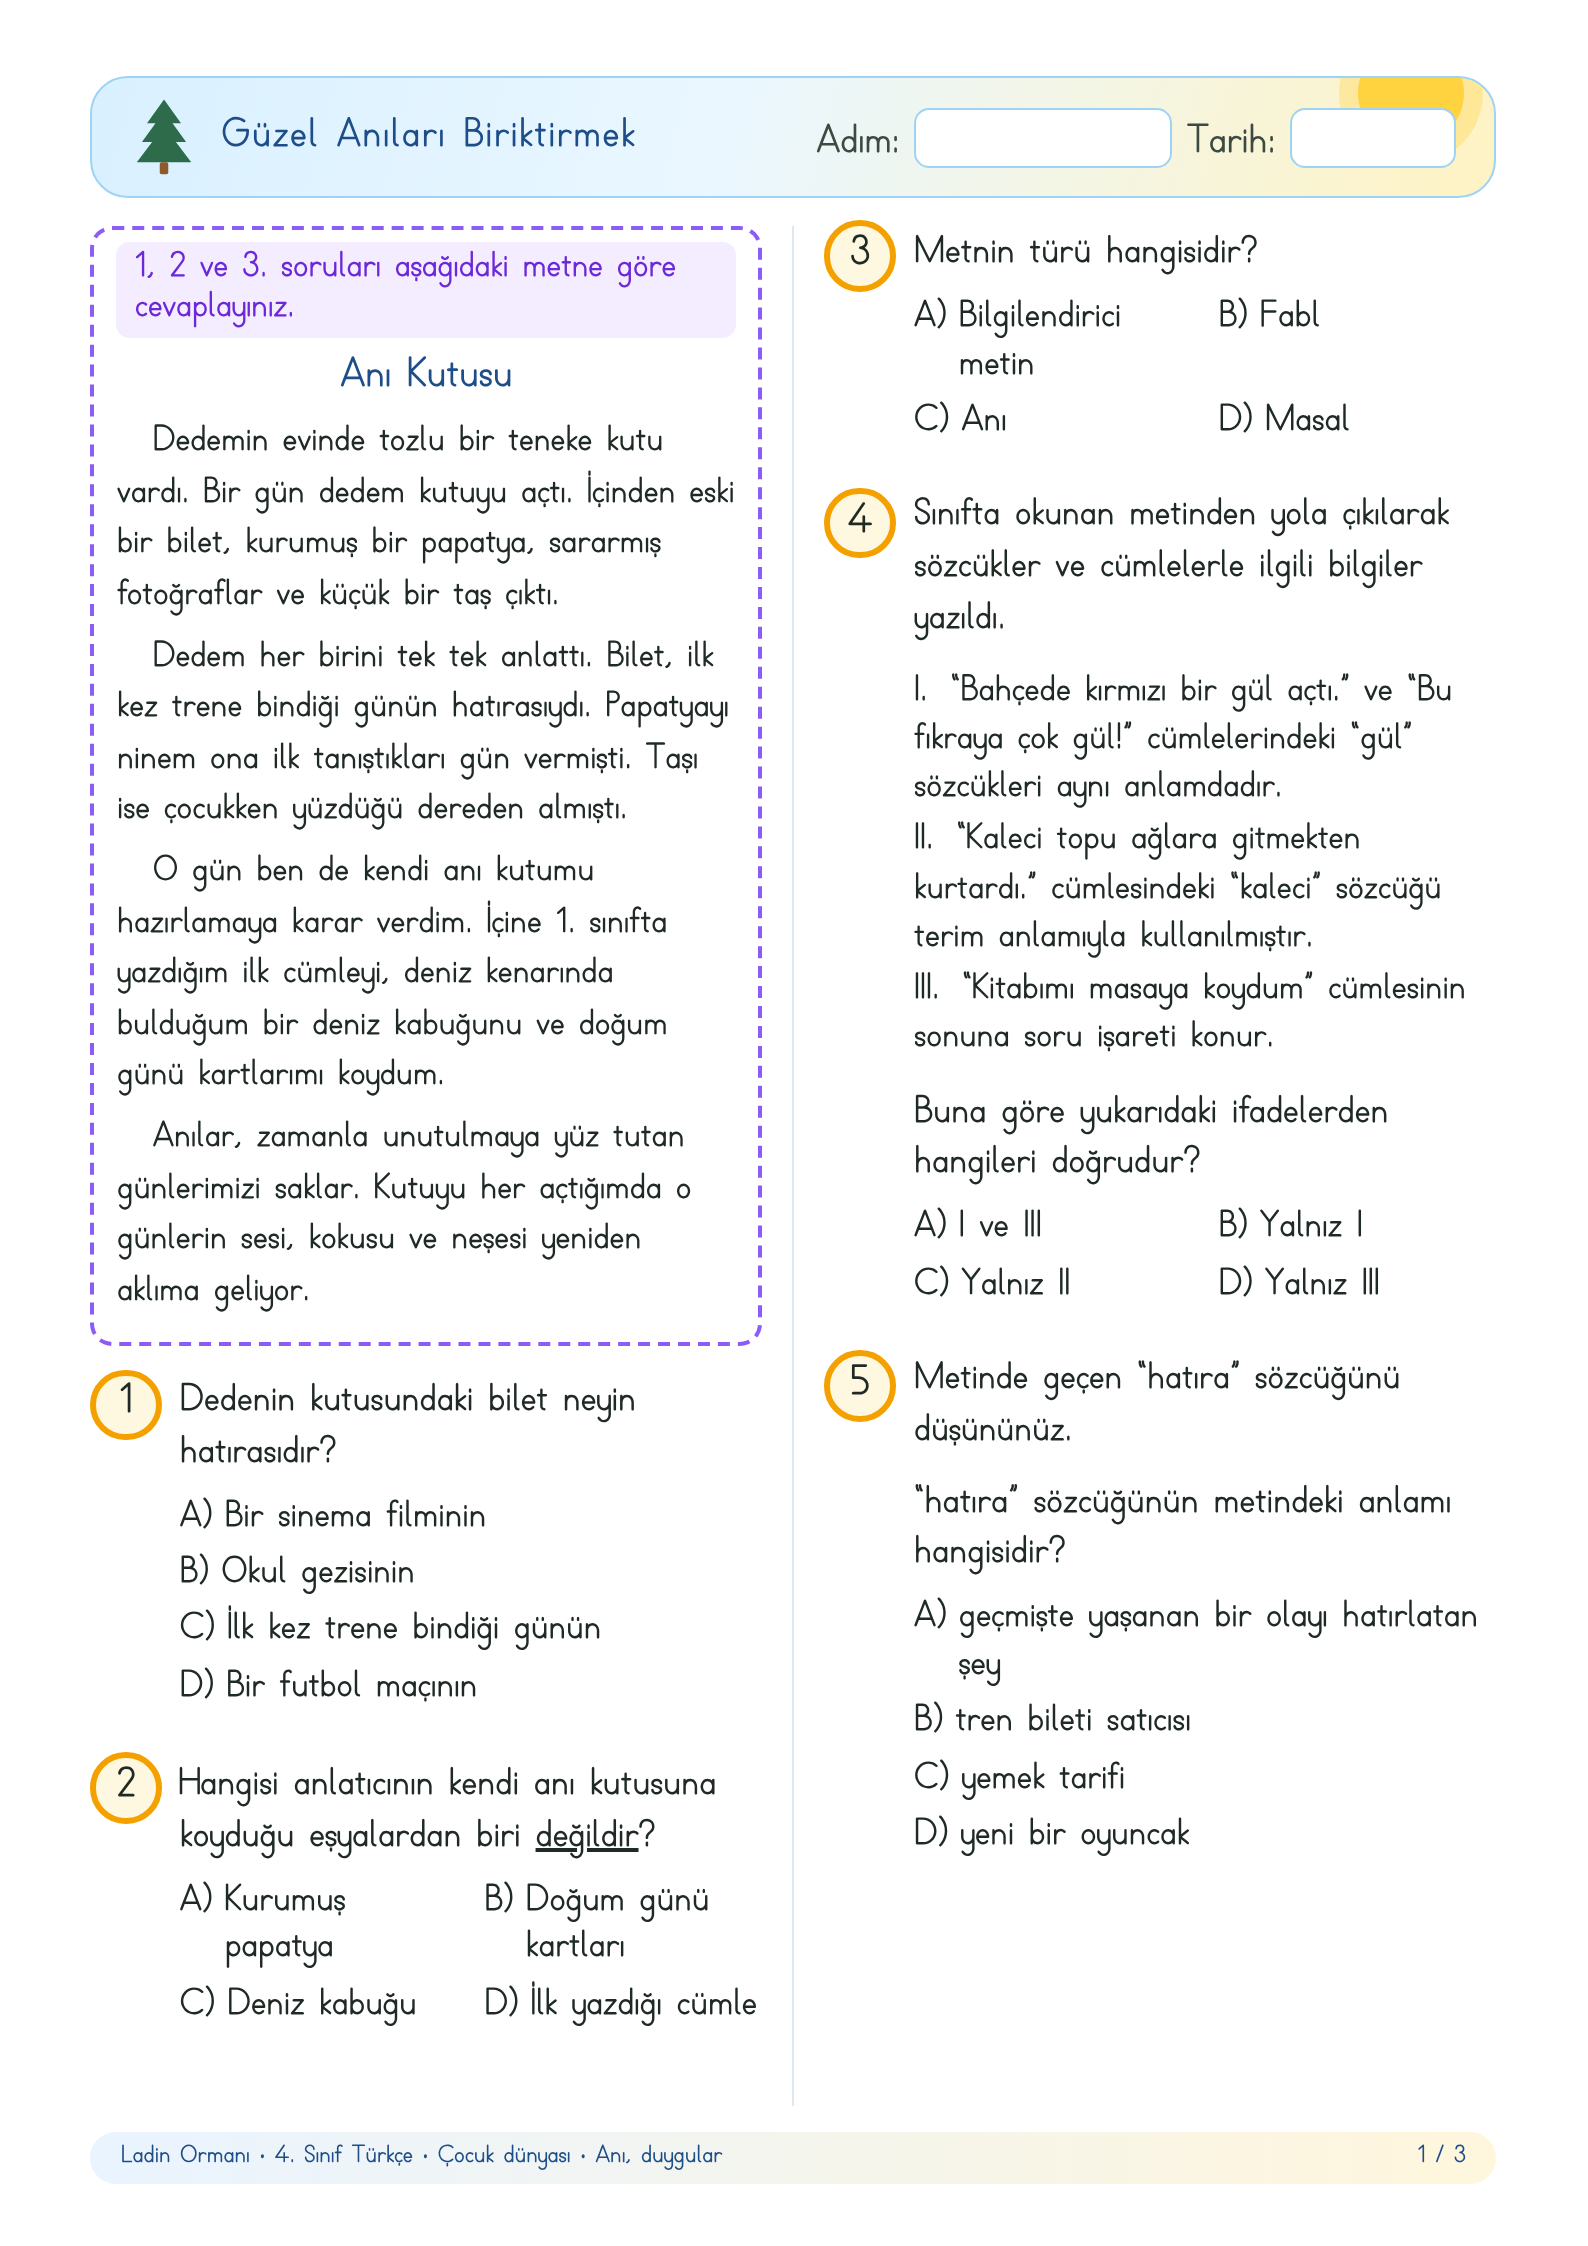 Güzel Anıları Biriktirmek
Adım:
Tarih:
1, 2 ve 3. soruları aşağıdaki metne göre
cevaplayınız.
Anı Kutusu
Dedemin evinde tozlu bir teneke kutu
vardı. Bir gün dedem kutuyu açtı. İçinden eski
bir bilet, kurumuş bir papatya, sararmış
fotoğraflar ve küçük bir taş çıktı.
Dedem her birini tek tek anlattı. Bilet, ilk
kez trene bindiği günün hatırasıydı. Papatyayı
ninem ona ilk tanıştıkları gün vermişti. Taşı
ise çocukken yüzdüğü dereden almıştı.
O gün ben de kendi anı kutumu
hazırlamaya karar verdim. İçine 1. sınıfta
yazdığım ilk cümleyi, deniz kenarında
bulduğum bir deniz kabuğunu ve doğum
günü kartlarımı koydum.
Anılar, zamanla unutulmaya yüz tutan
günlerimizi saklar. Kutuyu her açtığımda o
günlerin sesi, kokusu ve neşesi yeniden
aklıma geliyor.
1
Dedenin kutusundaki bilet neyin
hatırasıdır?
A) Bir sinema filminin
B) Okul gezisinin
C) İlk kez trene bindiği günün
D) Bir futbol maçının
2
Hangisi anlatıcının kendi anı kutusuna
koyduğu eşyalardan biri değildir?
A) Kurumuş
papatya
B) Doğum günü
kartları
C) Deniz kabuğu
D) İlk yazdığı cümle
3
Metnin türü hangisidir?
A) Bilgilendirici
metin
B) Fabl
C) Anı
D) Masal
4
Sınıfta okunan metinden yola çıkılarak
sözcükler ve cümlelerle ilgili bilgiler
yazıldı.
I. “Bahçede kırmızı bir gül açtı.” ve “Bu
fıkraya çok gül!” cümlelerindeki “gül”
sözcükleri aynı anlamdadır.
II. “Kaleci topu ağlara gitmekten
kurtardı.” cümlesindeki “kaleci” sözcüğü
terim anlamıyla kullanılmıştır.
III. “Kitabımı masaya koydum” cümlesinin
sonuna soru işareti konur.
Buna göre yukarıdaki ifadelerden
hangileri doğrudur?
A) I ve III
B) Yalnız I
C) Yalnız II
D) Yalnız III
5
Metinde geçen “hatıra” sözcüğünü
düşününüz.
“hatıra” sözcüğünün metindeki anlamı
hangisidir?
A) geçmişte yaşanan bir olayı hatırlatan
şey
B) tren bileti satıcısı
C) yemek tarifi
D) yeni bir oyuncak
Ladin Ormanı • 4. Sınıf Türkçe • Çocuk dünyası • Anı, duygular
1 / 3